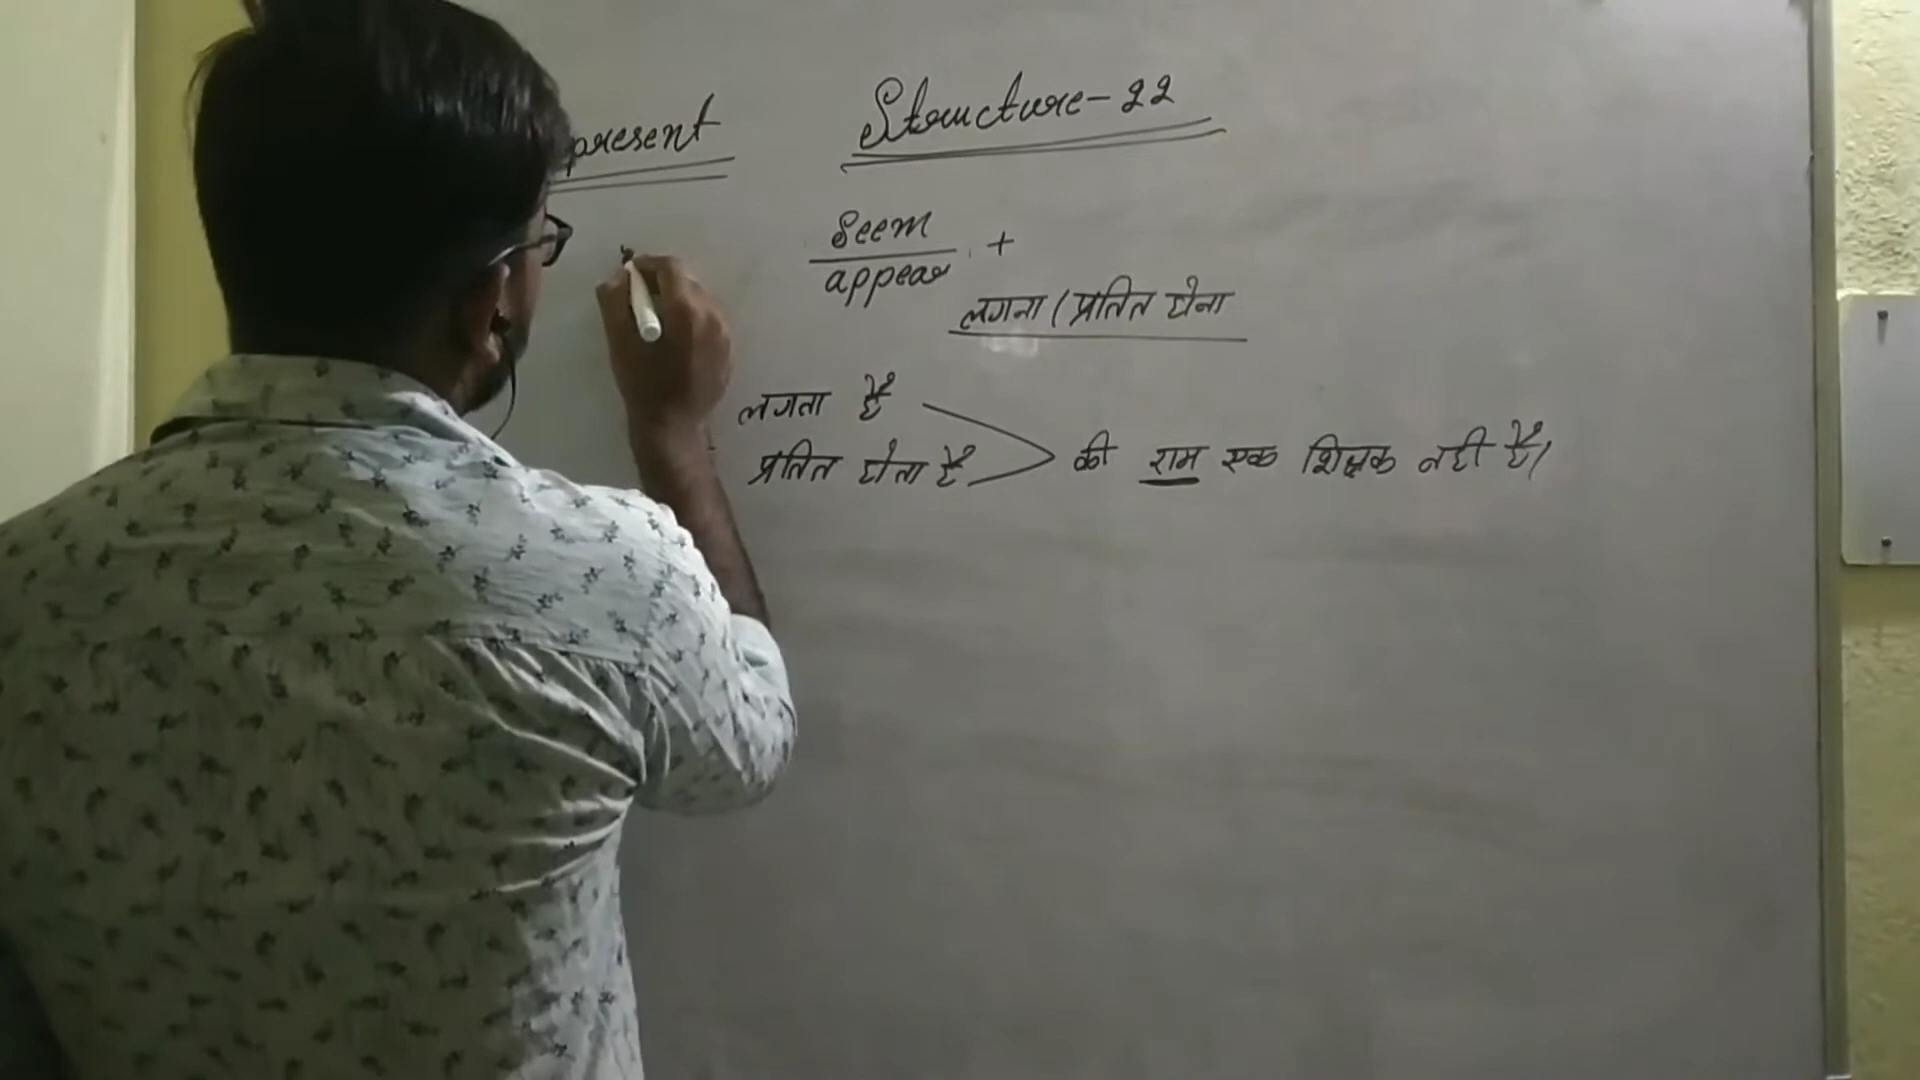 present
Structure-22
Seem
appear +
लगना (प्रतित होना
लगता है
प्रतित होता है
की राम एक शिक्षक नही है।